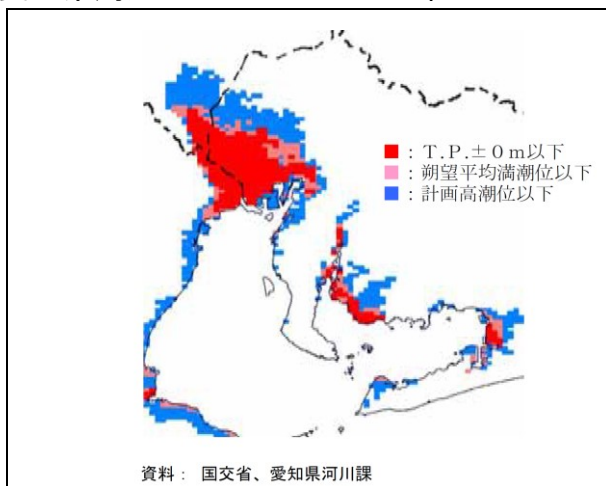 ■：Ｔ.Ｐ.±０ｍ以下
■：朔望平均満潮位以下
■：計画高潮位以下
資料： 国交省、愛知県河川課